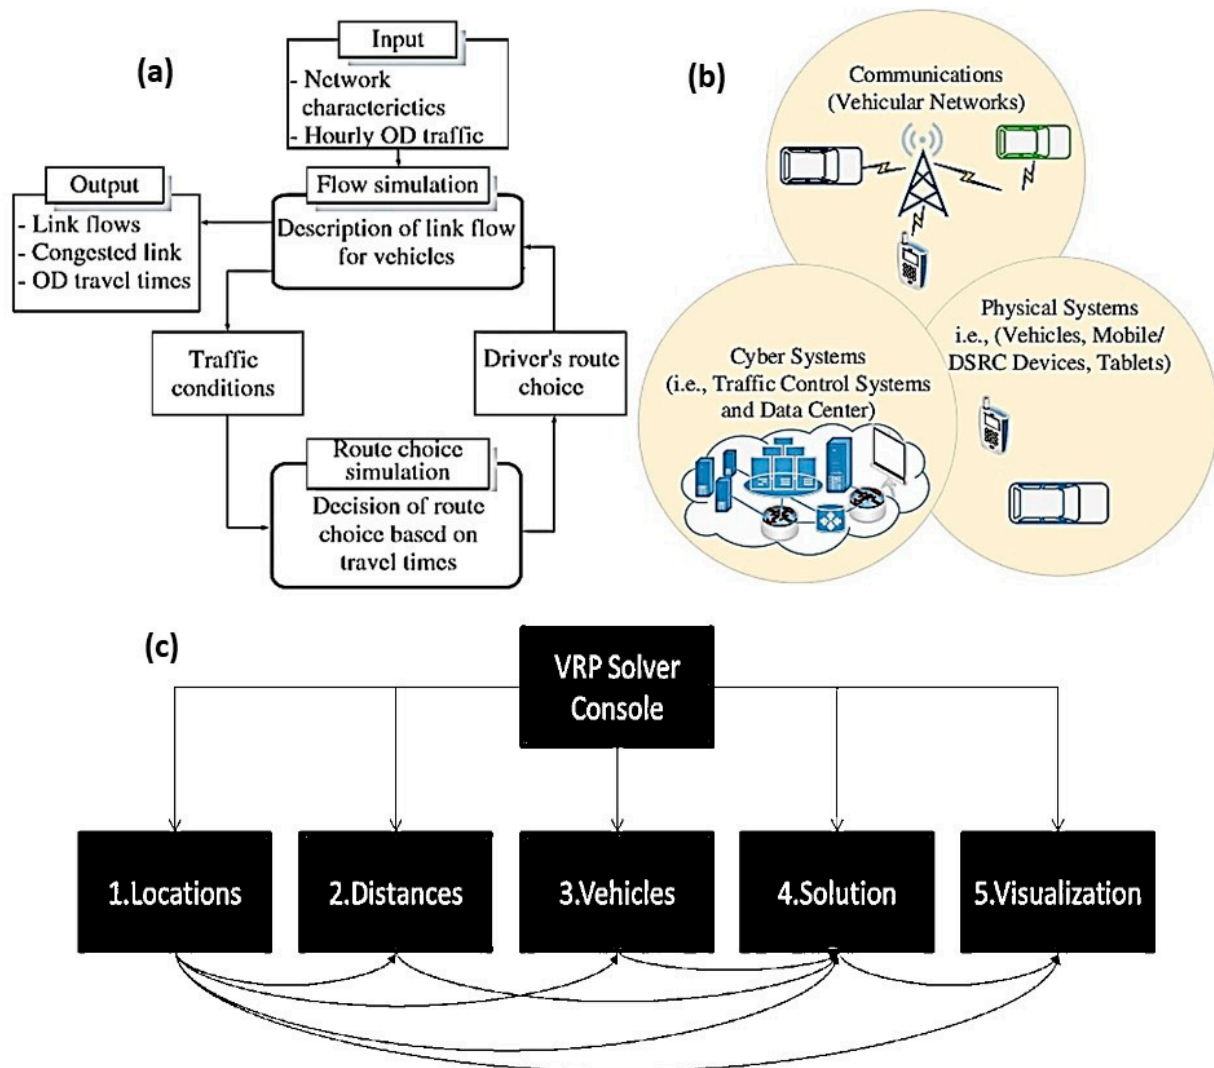 (a)
Input
- Network
characterictics
- Hourly OD traffic
Output
- Link flows
- Congested link
- OD travel times
Flow simulation
Description of link flow
for vehicles
Traffic
conditions
Driver's route
choice
Route choice
simulation
Decision of route
choice based on
travel times
(b)
Communications
(Vehicular Networks)
Cyber Systems
(i.e., Traffic Control Systems
and Data Center)
Physical Systems
i.e., (Vehicles, Mobile/
DSRC Devices, Tablets)
(c)
VRP Solver
Console
1.Locations
2.Distances
3.Vehicles
4.Solution
5.Visualization